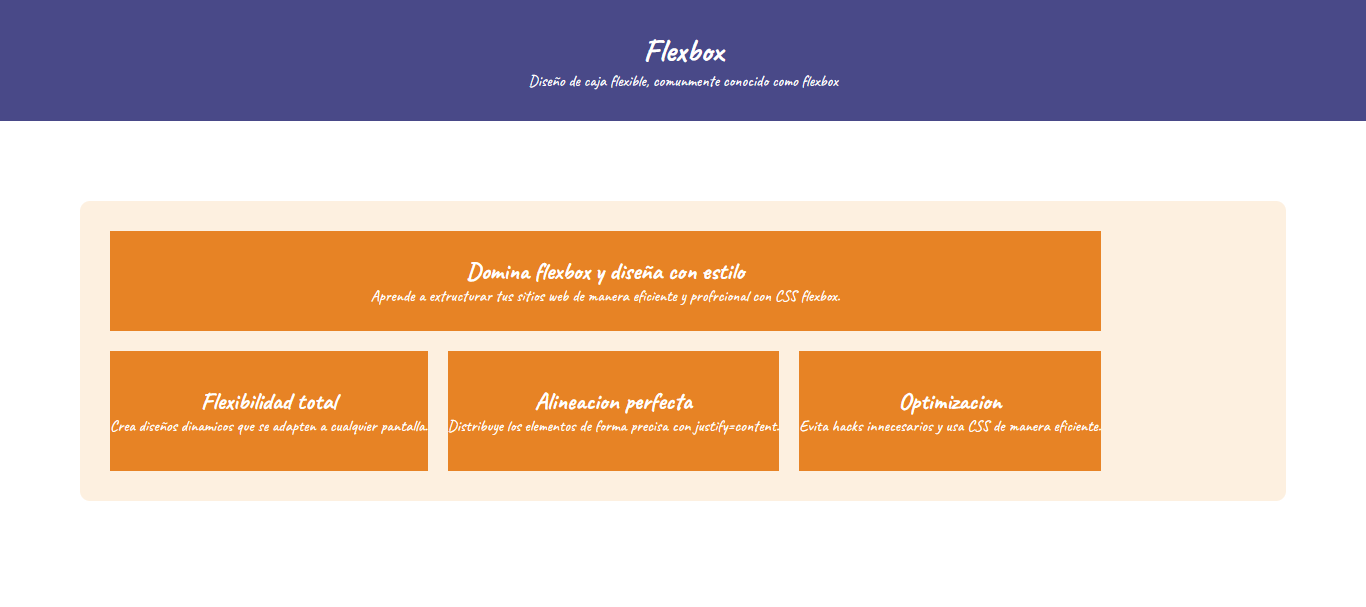 Flexbox
Diseño de caja flexible, comunmente conocido como flexbox
Domina flexbox y diseña con estilo
Aprende a extructurar tus sitios web de manera eficiente y profrcional con CSS flexbox.
Flexibilidad total
Crea diseños dinamicos que se adapten a cualquier pantalla.
Alineacion perfecta
Distribuye los elementos de forma precisa con justify=content.
Optimizacion
Evita hacks innecesarios y usa CSS de manera eficiente.